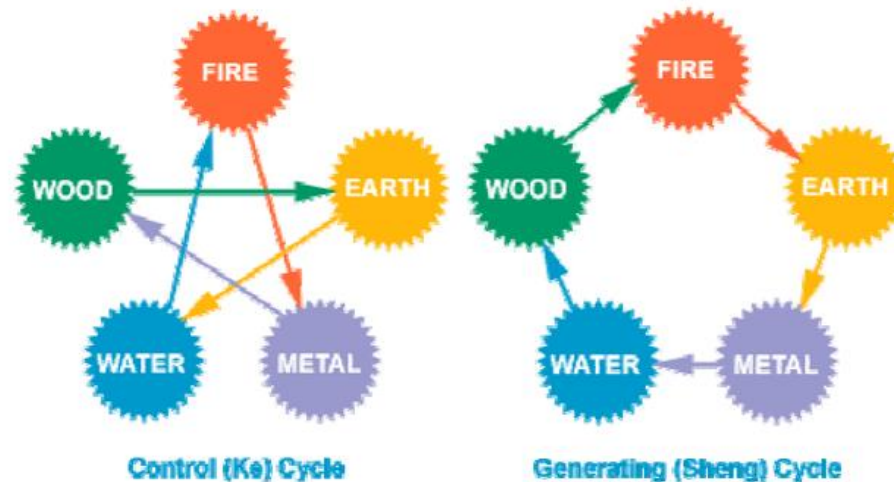 FIRE
WOOD
EARTH
WATER
METAL
Control (Ke) Cycle
FIRE
WOOD
EARTH
WATER
METAL
Generating (Sheng) Cycle